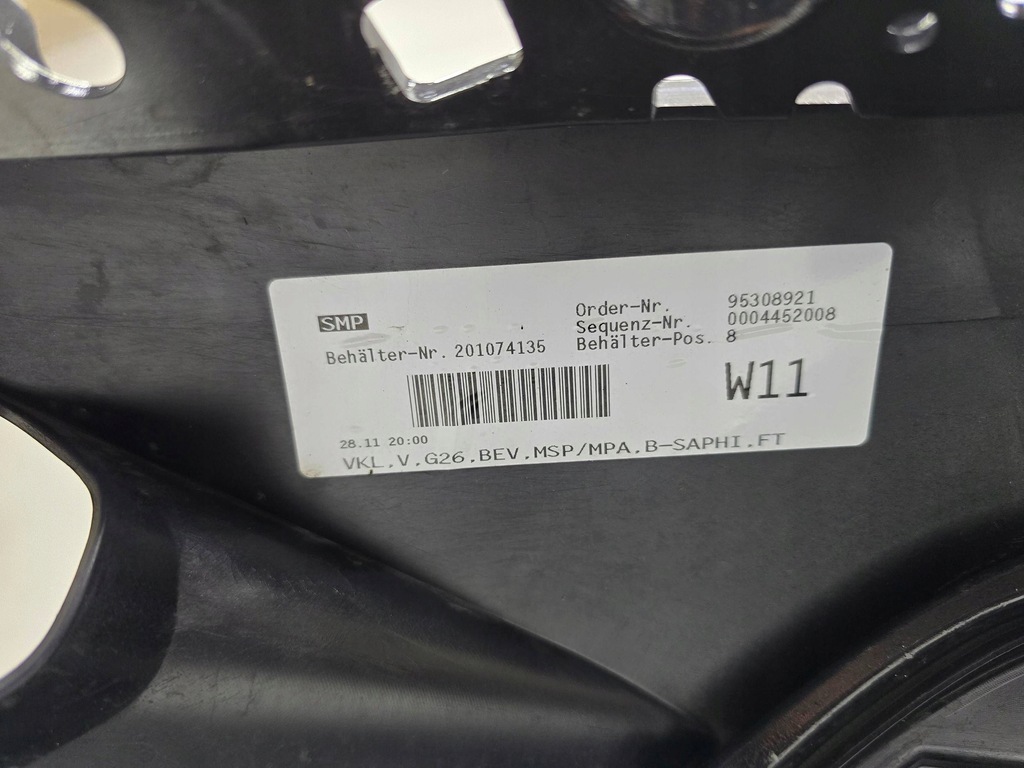 SMP
Behälter-Nr. 201074135
Order-Nr. 95308921
Sequenz-Nr. 0004452008
Behälter-Pos. 8
W11
28.11 20:00
VKL.V.G26.BEV.MSP/MPA.B-SAPHI.FT